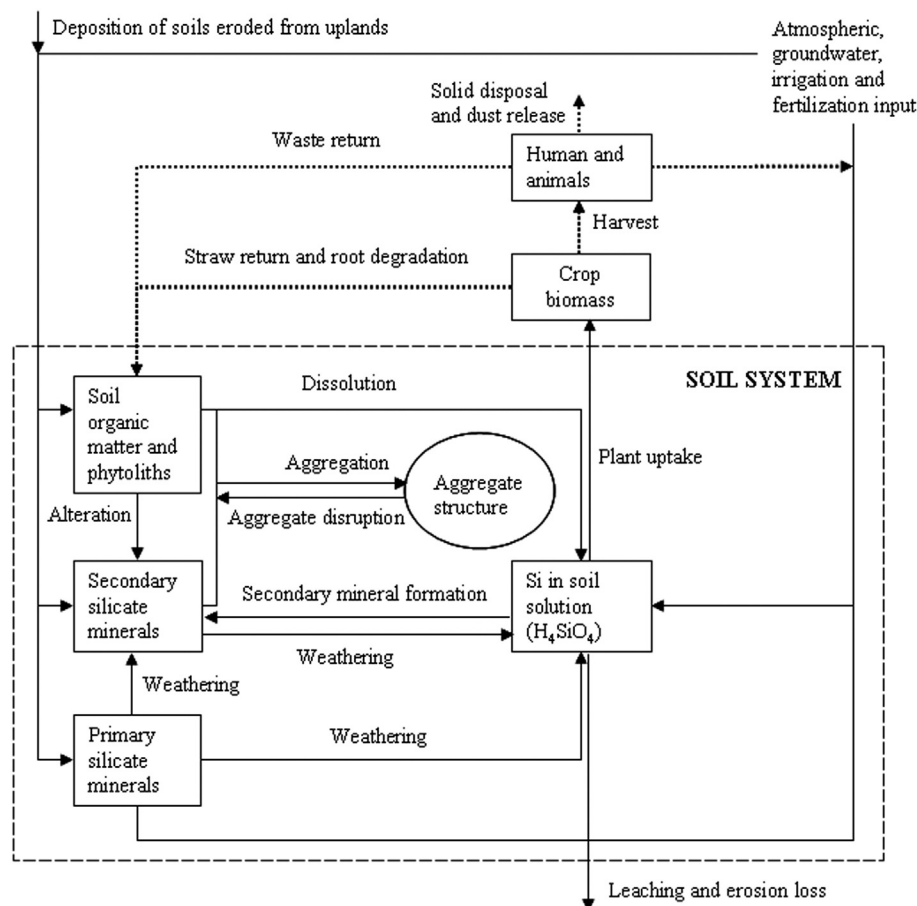 Deposition of soils eroded from uplands
Atmospheric,
groundwater,
irrigation and
fertilization input
Solid disposal
and dust release
Waste return
Human and
animals
Harvest
Straw return and root degradation
Crop
biomass
SOIL SYSTEM
Soil
organic
matter and
phytoliths
Dissolution
Plant uptake
Aggregation
Aggregate
structure
Aggregate disruption
Alteration
Secondary
silicate
minerals
Secondary mineral formation
Si in soil
solution
(H₄SiO₄)
Weathering
Weathering
Primary
silicate
minerals
Weathering
Leaching and erosion loss